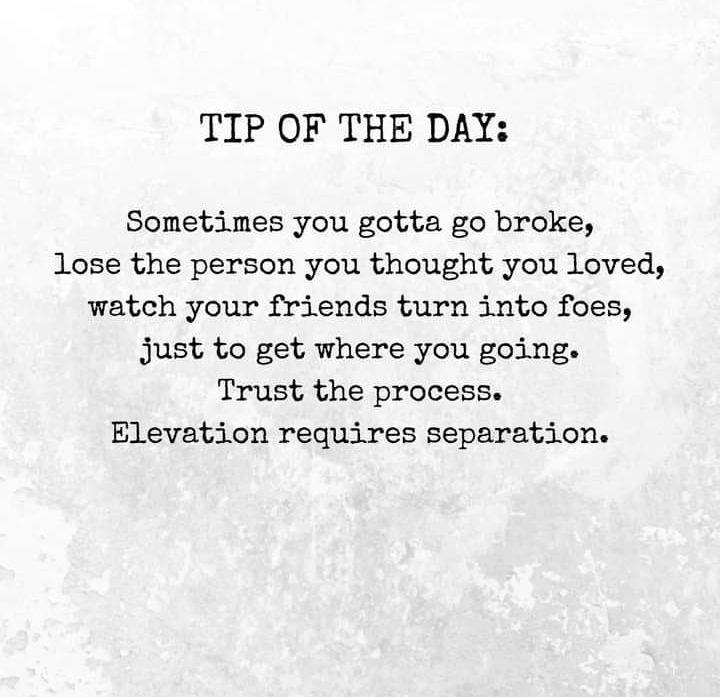 TIP OF THE DAY:
Sometimes you gotta go broke,
lose the person you thought you loved,
watch your friends turn into foes,
just to get where you going.
Trust the process.
Elevation requires separation.